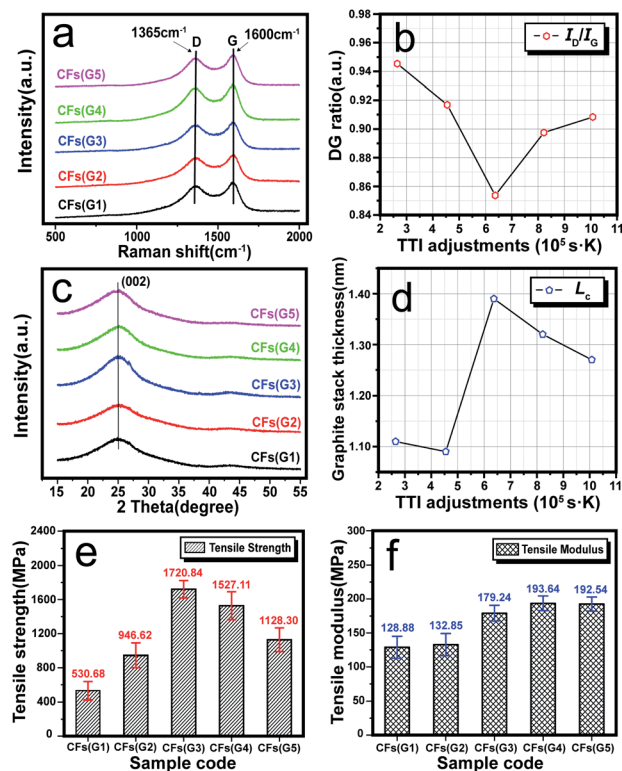 a
1365cm⁻¹ D G 1600cm⁻¹
CFs(G5)
CFs(G4)
CFs(G3)
CFs(G2)
CFs(G1)
Intensity(a.u.)
500 1000 1500 2000
Raman shift(cm⁻¹)
b
I_D/I_G
DG ratio(a.u.)
0.96
0.94
0.92
0.90
0.88
0.86
0.84
2 3 4 5 6 7 8 9 10 11
TTI adjustments (10⁵ s·K)
c
(002)
CFs(G5)
CFs(G4)
CFs(G3)
CFs(G2)
CFs(G1)
Intensity(a.u.)
15 20 25 30 35 40 45 50 55
2 Theta(degree)
d
L_c
Graphite stack thickness(nm)
1.40
1.30
1.20
1.10
2 3 4 5 6 7 8 9 10 11
TTI adjustments (10⁵ s·K)
e
Tensile Strength
Tensile strength(MPa)
2400
2000
1600
1200
800
400
0
530.68
946.62
1720.84
1527.11
1128.30
CFs(G1) CFs(G2) CFs(G3) CFs(G4) CFs(G5)
Sample code
f
Tensile Modulus
Tensile modulus(MPa)
350
300
250
200
150
100
50
0
128.88
132.85
179.24
193.64
192.54
CFs(G1) CFs(G2) CFs(G3) CFs(G4) CFs(G5)
Sample code